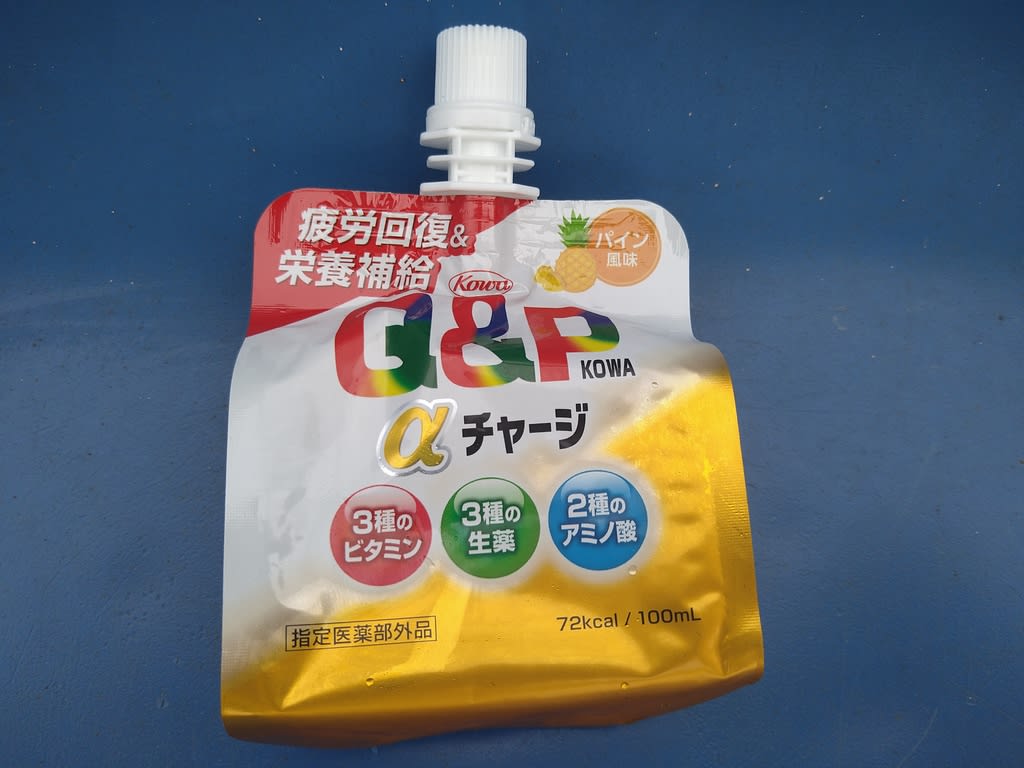 疲労回復&
栄養補給
パイン
風味
Kowa
Q&P
KOWA
αチャージ
3種の
ビタミン
3種の
生薬
2種の
アミノ酸
指定医薬部外品
72kcal / 100mL